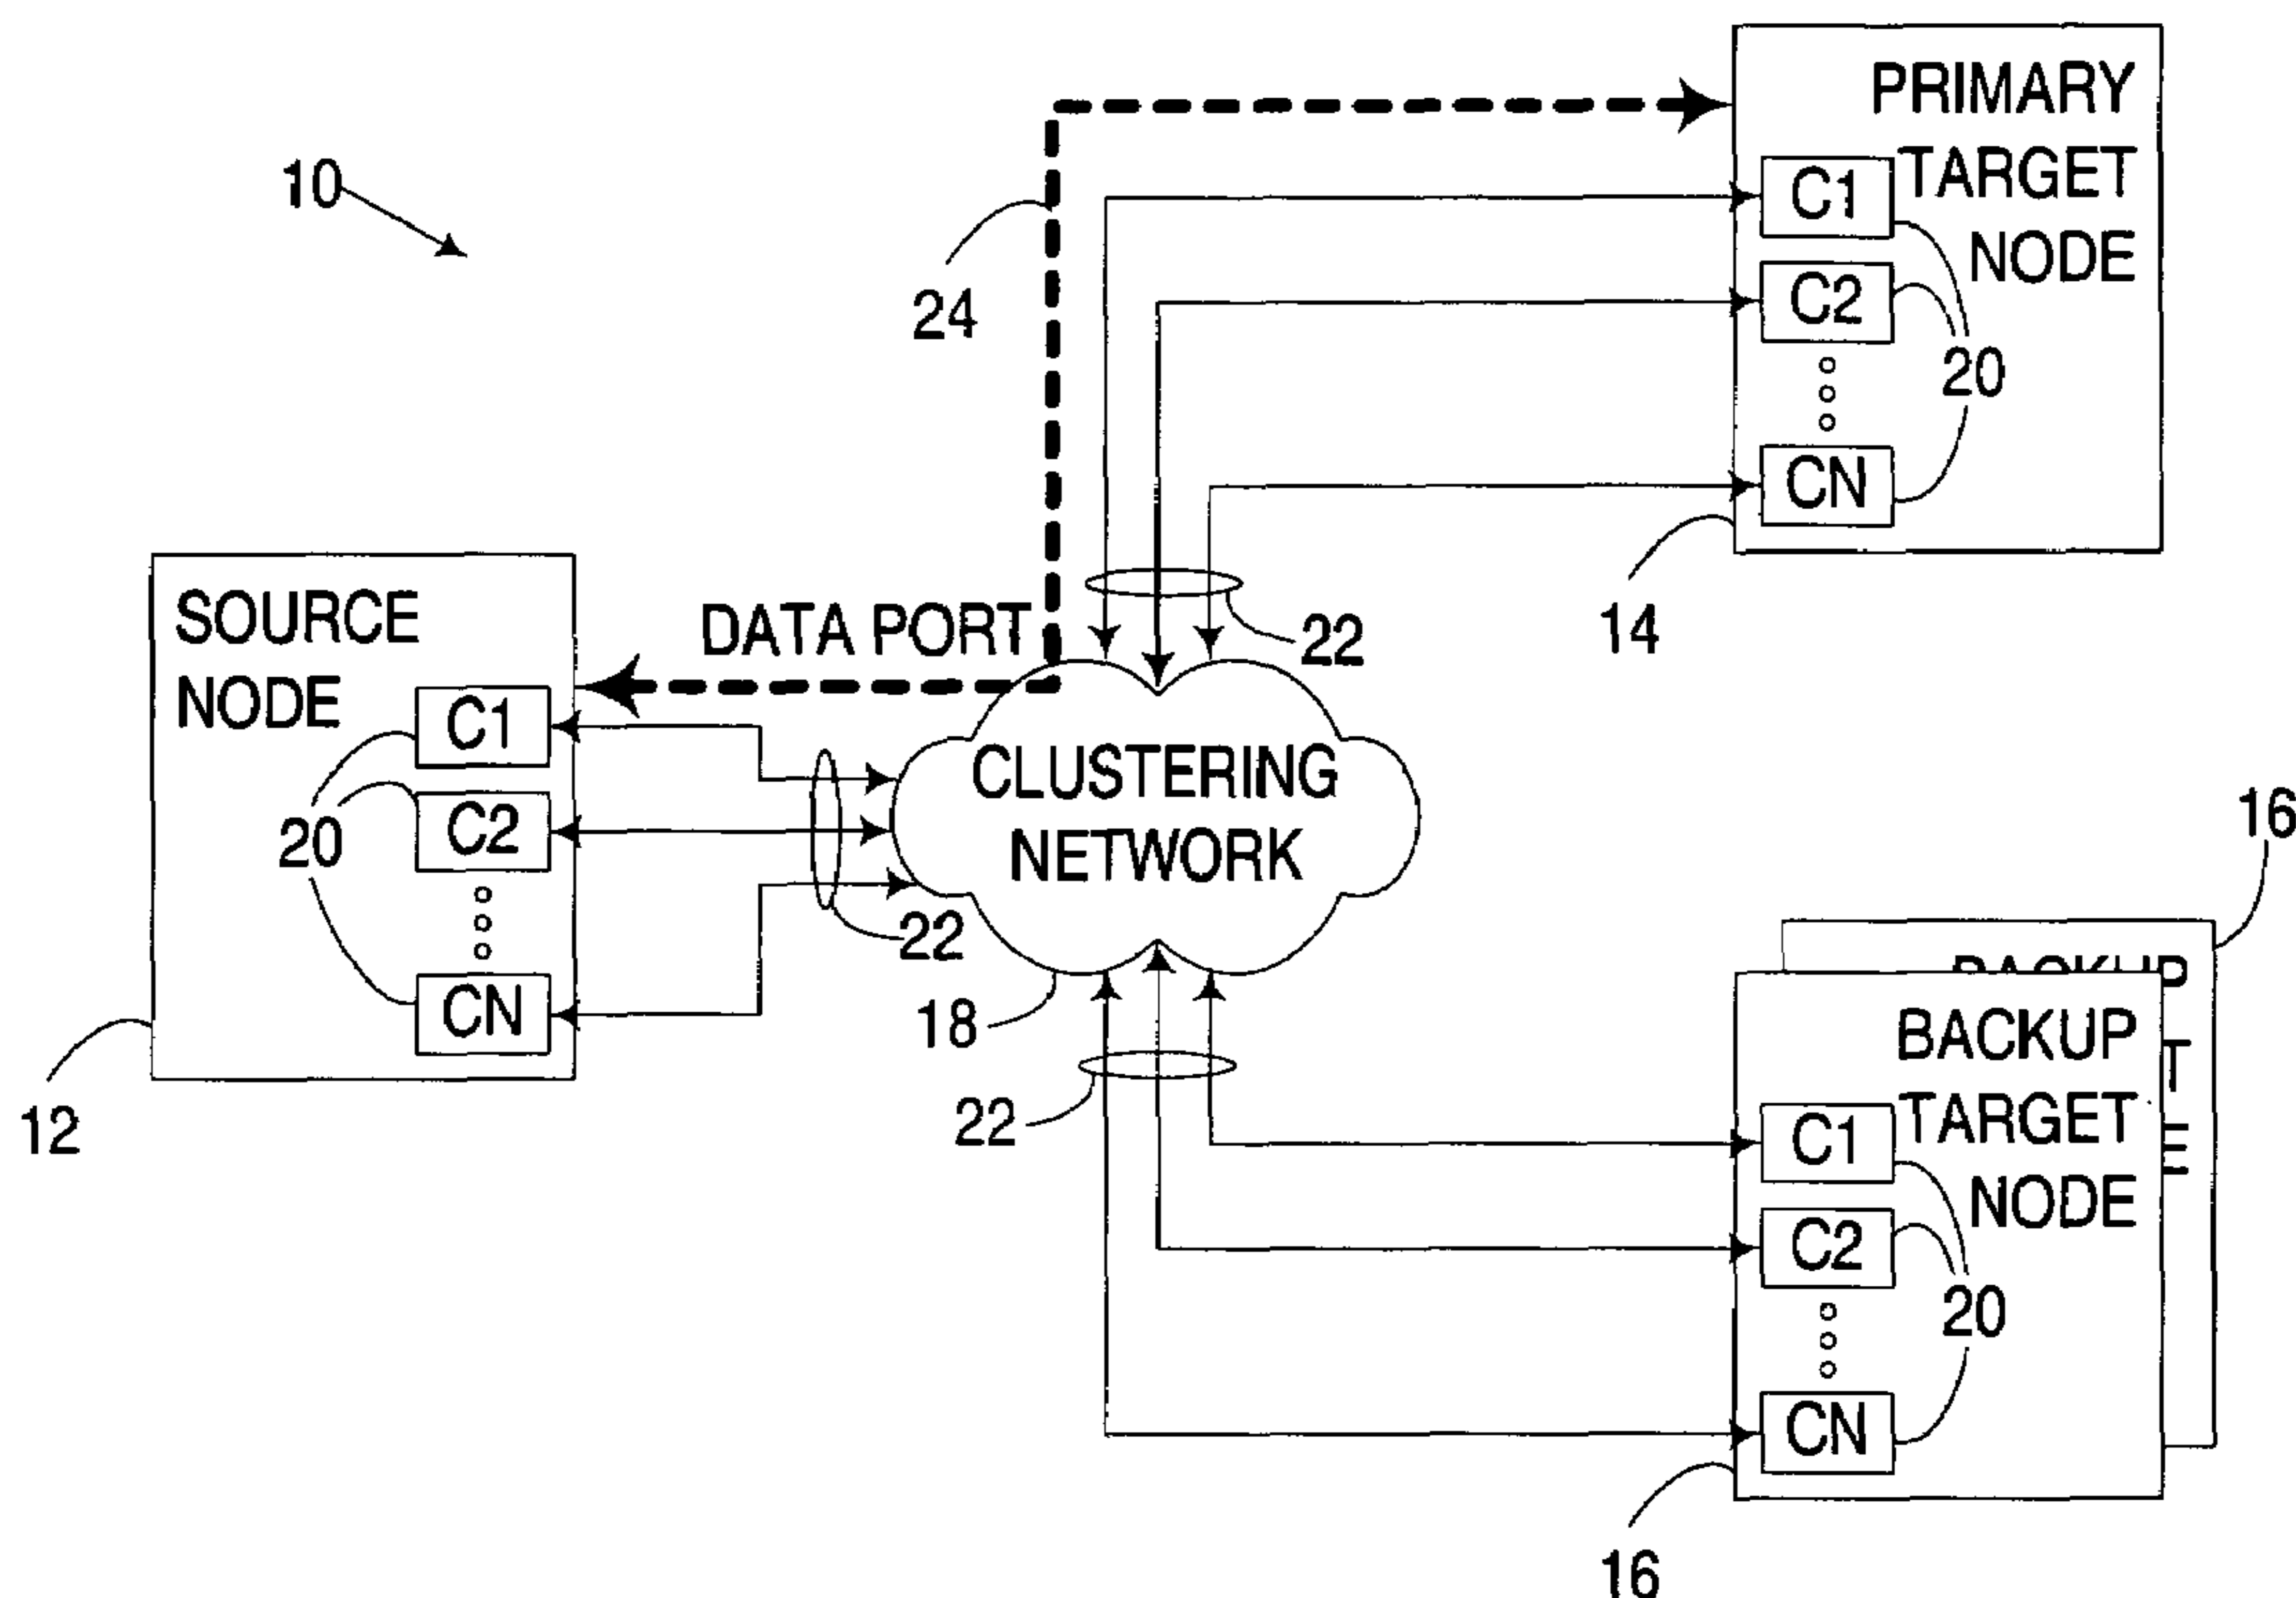 10
24
PRIMARY
TARGET
NODE
C1
C2
CN
20
14
SOURCE
NODE
C1
C2
CN
20
12
DATA PORT
22
CLUSTERING
NETWORK
22
18
22
16
BACKUP
BACKUP
TARGET
NODE
T
E
C1
C2
CN
20
16